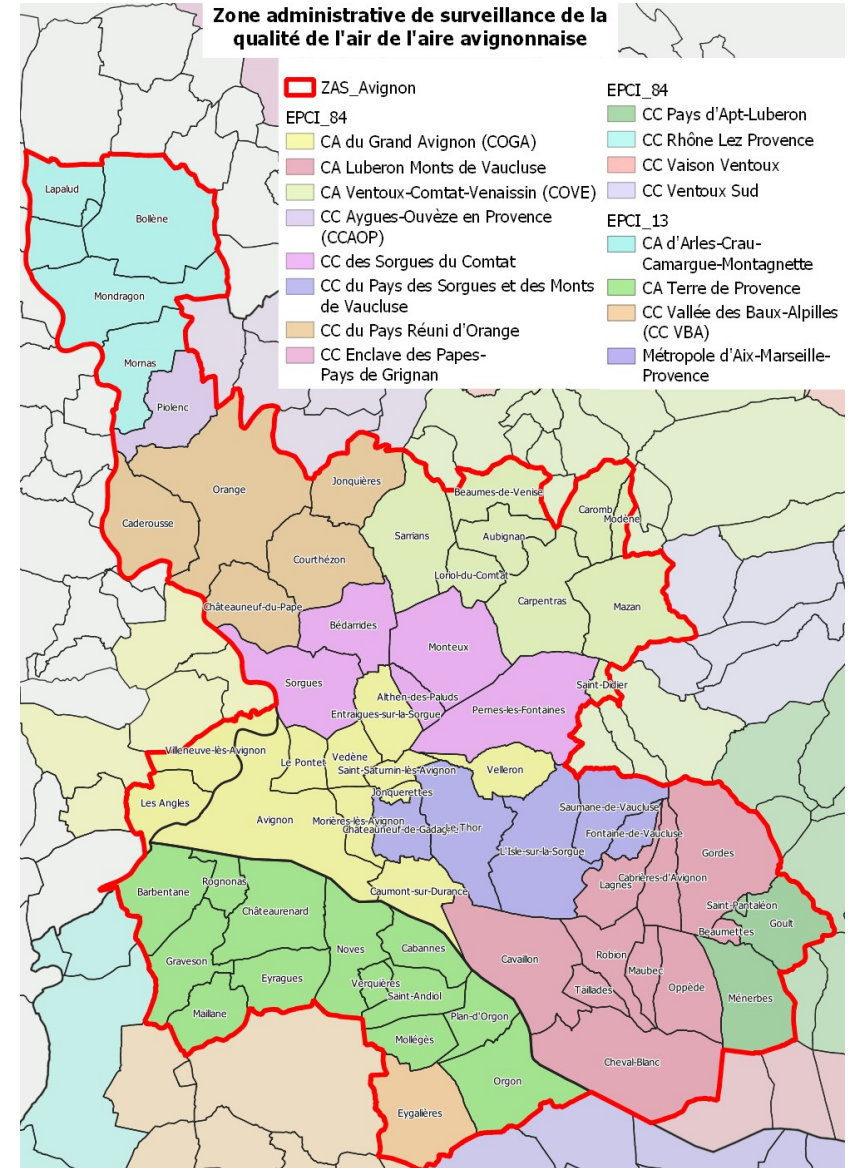 Zone administrative de surveillance de la
qualité de l'air de l'aire avignonnaise
ZAS_Avignon
EPCI_84
CA du Grand Avignon (COGA)
CA Luberon Monts de Vaucluse
CA Ventoux-Comtat-Venaissin (COVE)
CC Aygues-Ouvèze en Provence
(CCAOP)
CC des Sorgues du Comtat
CC du Pays des Sorgues et des Monts
de Vaucluse
CC du Pays Réuni d'Orange
CC Enclave des Papes-
Pays de Grignan
EPCI_84
CC Pays d'Apt-Luberon
CC Rhône Lez Provence
CC Vaison Ventoux
CC Ventoux Sud
EPCI_13
CA d'Arles-Crau-
Camargue-Montagnette
CA Terre de Provence
CC Vallée des Baux-Alpilles
(CC VBA)
Métropole d'Aix-Marseille-
Provence
Lapalud
Bollène
Mondragon
Mornas
Piolenc
Orange
Jonquières
Caderousse
Courthézon
Châteauneuf-du-Pape
Beaumes-de-Venise
Caromb
Modène
Sarrians
Aubignan
Loriol-du-Comtat
Carpentras
Mazan
Bédarrides
Monteux
Sorgues
Althen-des-Paluds
Entraigues-sur-la-Sorgue
Pernes-les-Fontaines
Saint-Didier
Villeneuve-lès-Avignon
Le Pontet
Vedène
Saint-Saturnin-lès-Avignon
Velleron
Jonquerettes
Les Angles
Avignon
Morières-lès-Avignon
Châteauneuf-de-Gadagne
Le Thor
Saumane-de-Vaucluse
Fontaine-de-Vaucluse
L'Isle-sur-la-Sorgue
Gordes
Cabrières-d'Avignon
Lagnes
Caumont-sur-Durance
Saint-Pantaléon
Goult
Beaumettes
Barbentane
Rognonas
Châteaurenard
Noves
Cabannes
Cavaillon
Robion
Maubec
Oppède
Ménerbes
Taillades
Graveson
Eyragues
Verquières
Saint-Andiol
Maillane
Plan-d'Orgon
Mollégès
Cheval-Blanc
Orgon
Eygalières